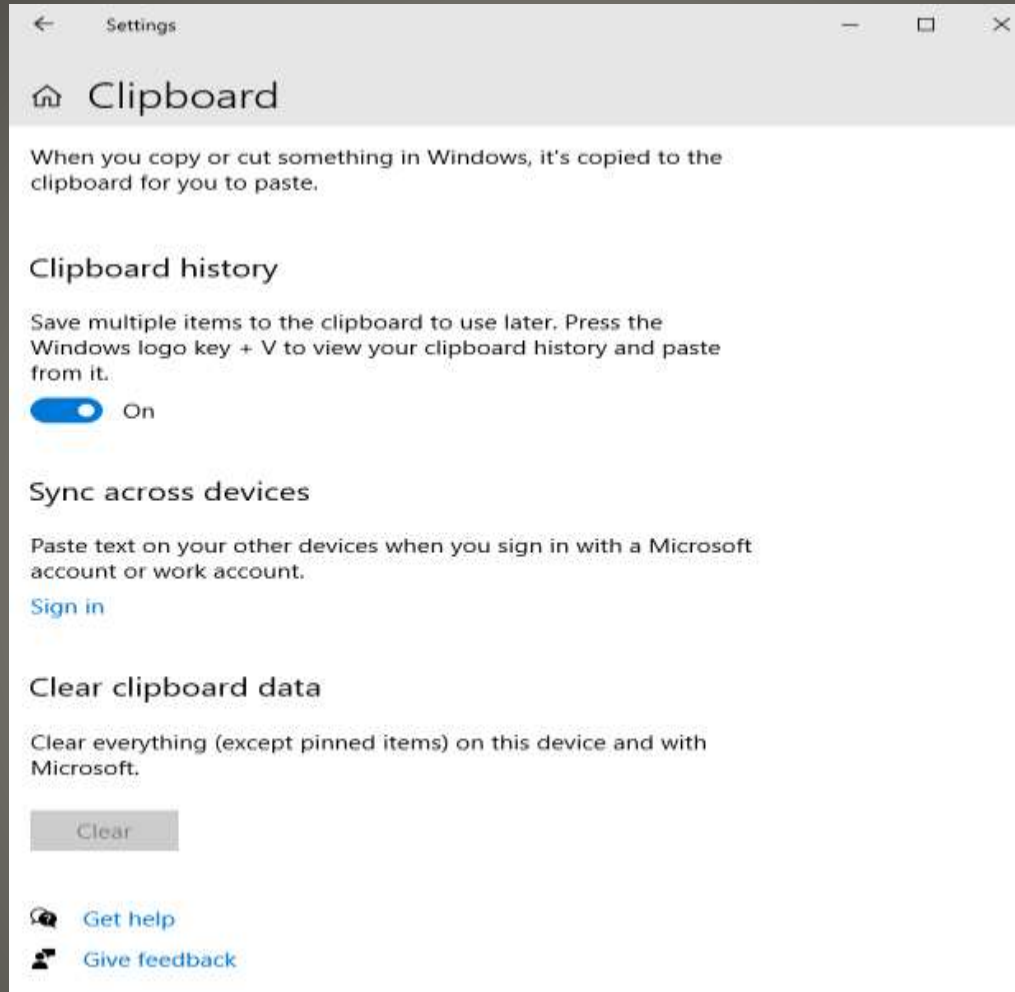 Settings
Clipboard
When you copy or cut something in Windows, it's copied to the
clipboard for you to paste.
Clipboard history
Save multiple items to the clipboard to use later. Press the
Windows logo key + V to view your clipboard history and paste
from it.
On
Sync across devices
Paste text on your other devices when you sign in with a Microsoft
account or work account.
Sign in
Clear clipboard data
Clear everything (except pinned items) on this device and with
Microsoft.
Clear
Get help
Give feedback